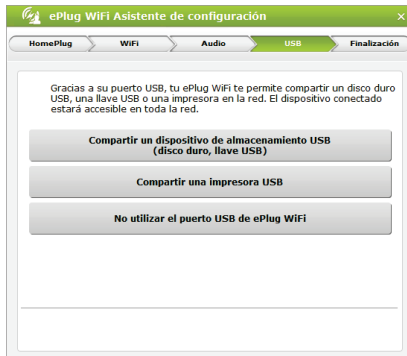 ePlug WiFi Asistente de configuración
HomePlug WiFi Audio USB Finalización
Gracias a su puerto USB, tu ePlug WiFi te permite compartir un disco duro
USB, una llave USB o una impresora en la red. El dispositivo conectado
estará accesible en toda la red.
Compartir un dispositivo de almacenamiento USB
(disco duro, llave USB)
Compartir una impresora USB
No utilizar el puerto USB de ePlug WiFi